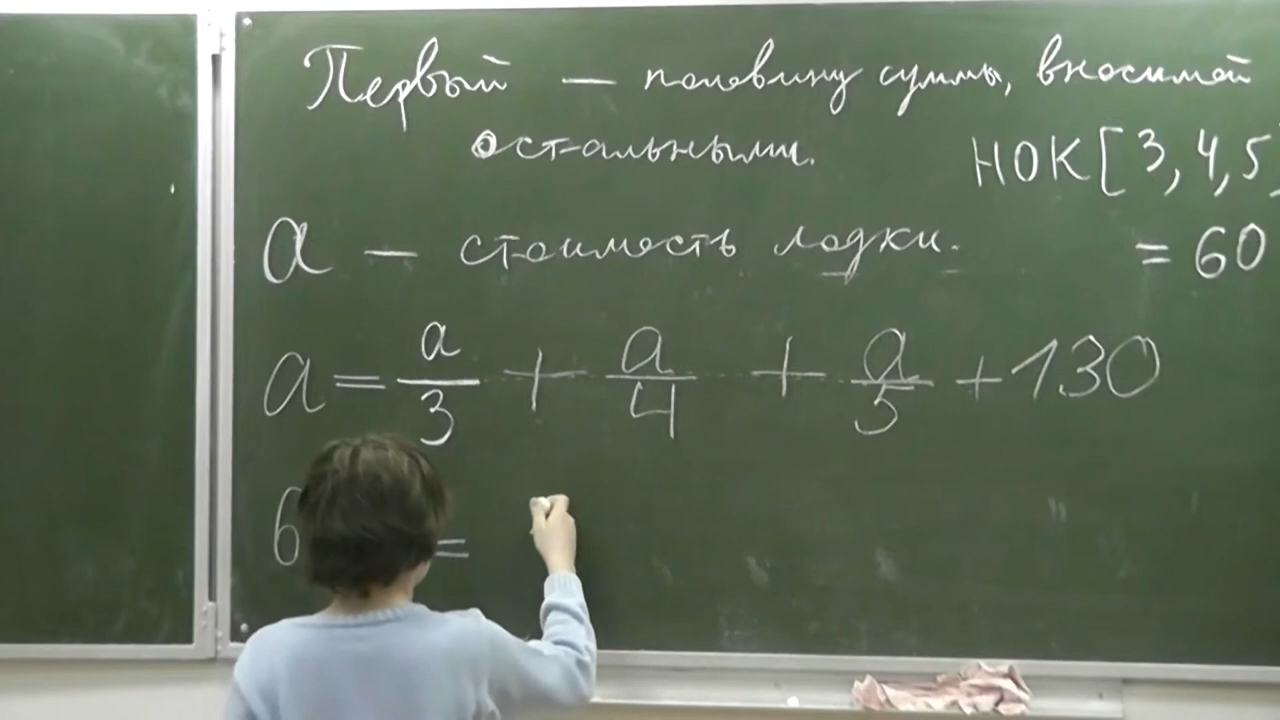 Первый — половину суммы, вносимой
остальными.
НОК[3,4,5]
а — стоимость лодки.
= 60
а = а/3 + а/4 + а/5 + 130
6 =